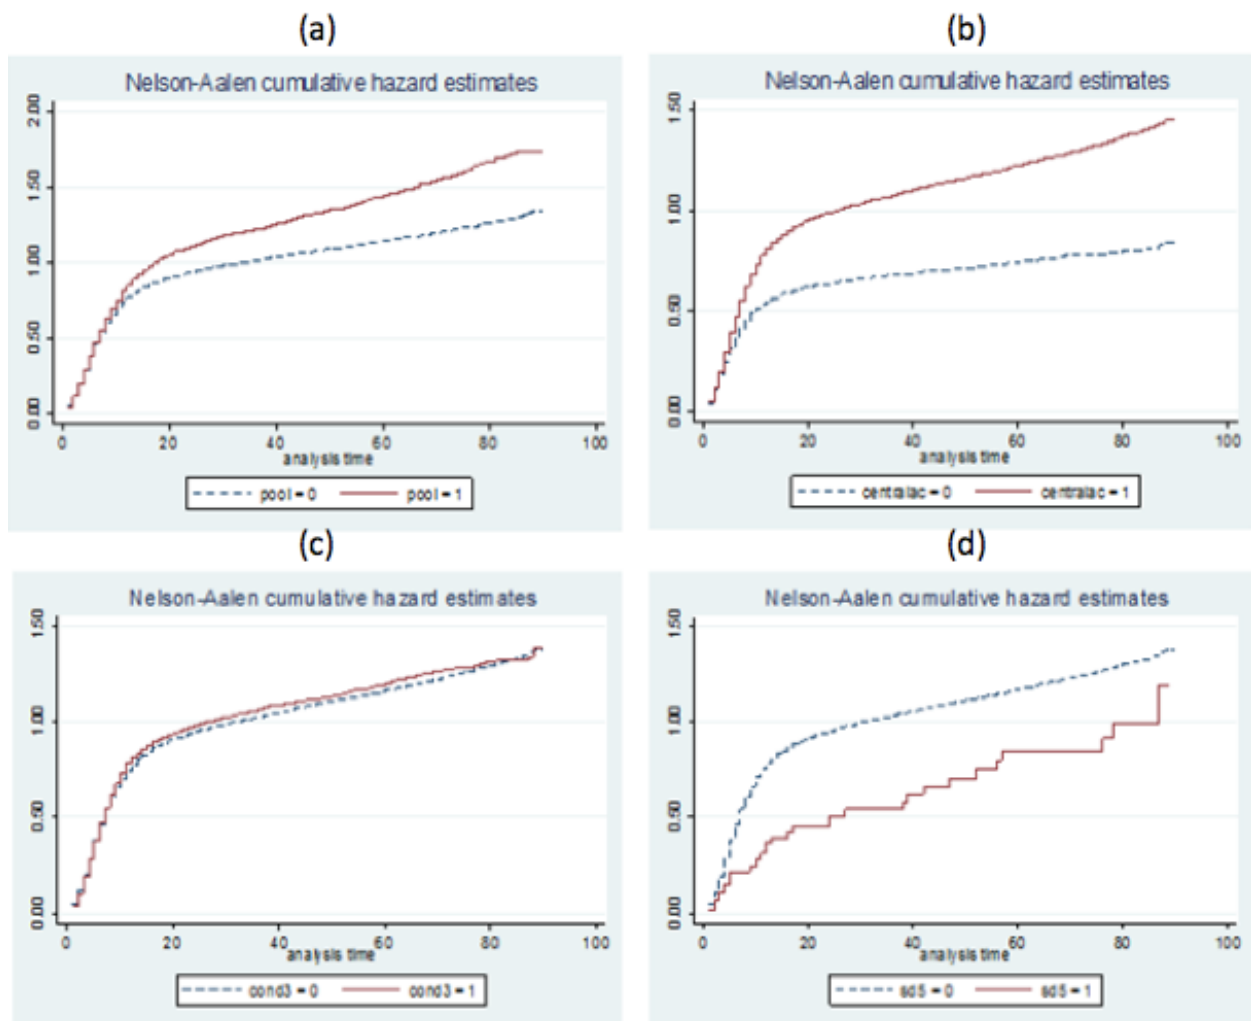 (a)
Nelson-Aalen cumulative hazard estimates
2.00
1.50
1.00
0.50
0.00
0 20 40 60 80 100
analysis time
pool = 0 pool = 1
(b)
Nelson-Aalen cumulative hazard estimates
1.50
1.00
0.50
0.00
0 20 40 60 80 100
analysis time
centralac = 0 centralac = 1
(c)
Nelson-Aalen cumulative hazard estimates
1.50
1.00
0.50
0.00
0 20 40 60 80 100
analysis time
cond3 = 0 cond3 = 1
(d)
Nelson-Aalen cumulative hazard estimates
1.50
1.00
0.50
0.00
0 20 40 60 80 100
analysis time
sd5 = 0 sd5 = 1